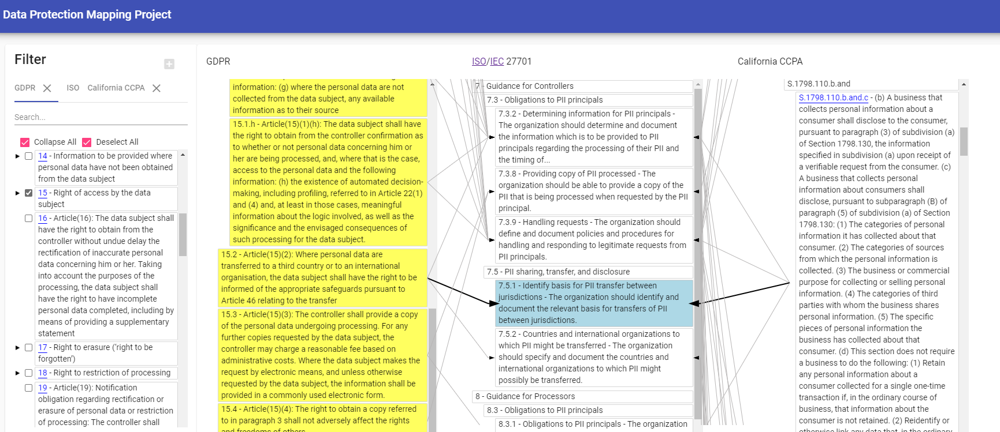 Data Protection Mapping Project
Filter
GDPR
ISO
California CCPA
Search...
Collapse All
Deselect All
14 - Information to be provided where
personal data have not been obtained
from the data subject
15 - Right of access by the data
subject
16 - Article(16): The data subject shall
have the right to obtain from the
controller without undue delay the
rectification of inaccurate personal
data concerning him or her. Taking
into account the purposes of the
processing, the data subject shall
have the right to have incomplete
personal data completed, including by
means of providing a supplementary
statement
17 - Right to erasure (‘right to be
forgotten’)
18 - Right to restriction of processing
19 - Article(19): Notification
obligation regarding rectification or
erasure of personal data or restriction
of processing: The controller shall
GDPR
information: (g) where the personal data are not
collected from the data subject, any available
information as to their source
15.1.h - Article(15)(1)(h): The data subject shall have
the right to obtain from the controller confirmation as
to whether or not personal data concerning him or
her are being processed, and, where that is the case,
access to the personal data and the following
information: (h) the existence of automated decision-
making, including profiling, referred to in Article 22(1)
and (4) and, at least in those cases, meaningful
information about the logic involved, as well as the
significance and the envisaged consequences of
such processing for the data subject.
15.2 - Article(15)(2): Where personal data are
transferred to a third country or to an international
organisation, the data subject shall have the right to be
informed of the appropriate safeguards pursuant to
Article 46 relating to the transfer
15.3 - Article(15)(3): The controller shall provide a copy
of the personal data undergoing processing. For any
further copies requested by the data subject, the
controller may charge a reasonable fee based on
administrative costs. Where the data subject makes the
request by electronic means, and unless otherwise
requested by the data subject, the information shall be
provided in a commonly used electronic form.
15.4 - Article(15)(4): The right to obtain a copy referred
to in paragraph 3 shall not adversely affect the rights
and freedoms of others
ISO/IEC 27701
7 - Guidance for Controllers
7.3 - Obligations to PII principals
7.3.2 - Determining information for PII principals -
The organization should determine and document
the information which is to be provided to PII
principals regarding the processing of their PII and
the timing of...
7.3.8 - Providing copy of PII processed - The
organization should be able to provide a copy of the
PII that is being processed when requested by the PII
principal.
7.3.9 - Handling requests - The organization should
define and document policies and procedures for
handling and responding to legitimate requests from
PII principals.
7.5 - PII sharing, transfer, and disclosure
7.5.1 - Identify basis for PII transfer between
jurisdictions - The organization should identify and
document the relevant basis for transfers of PII
between jurisdictions.
7.5.2 - Countries and international organizations to
which PII might be transferred - The organization
should specify and document the countries and
international organizations to which PII might
possibly be transferred.
8 - Guidance for Processors
8.3 - Obligations to PII principals
8.3.1 - Obligations to PII principals - The organization
California CCPA
S.1798.110.b.and
S.1798.110.b.and.c - (b) A business that
collects personal information about a
consumer shall disclose to the consumer,
pursuant to paragraph (3) of subdivision (a)
of Section 1798.130, the information
specified in subdivision (a) upon receipt of
a verifiable request from the consumer. (c)
A business that collects personal
information about consumers shall
disclose, pursuant to subparagraph (B) of
paragraph (5) of subdivision (a) of Section
1798.130: (1) The categories of personal
information it has collected about that
consumer. (2) The categories of sources
from which the personal information is
collected. (3) The business or commercial
purpose for collecting or selling personal
information. (4) The categories of third
parties with whom the business shares
personal information. (5) The specific
pieces of personal information the
business has collected about that
consumer. (d) This section does not require
a business to do the following: (1) Retain
any personal information about a
consumer collected for a single one-time
transaction if, in the ordinary course of
business, that information about the
consumer is not retained. (2) Reidentify or
otherwise link any data that, in the ordinary